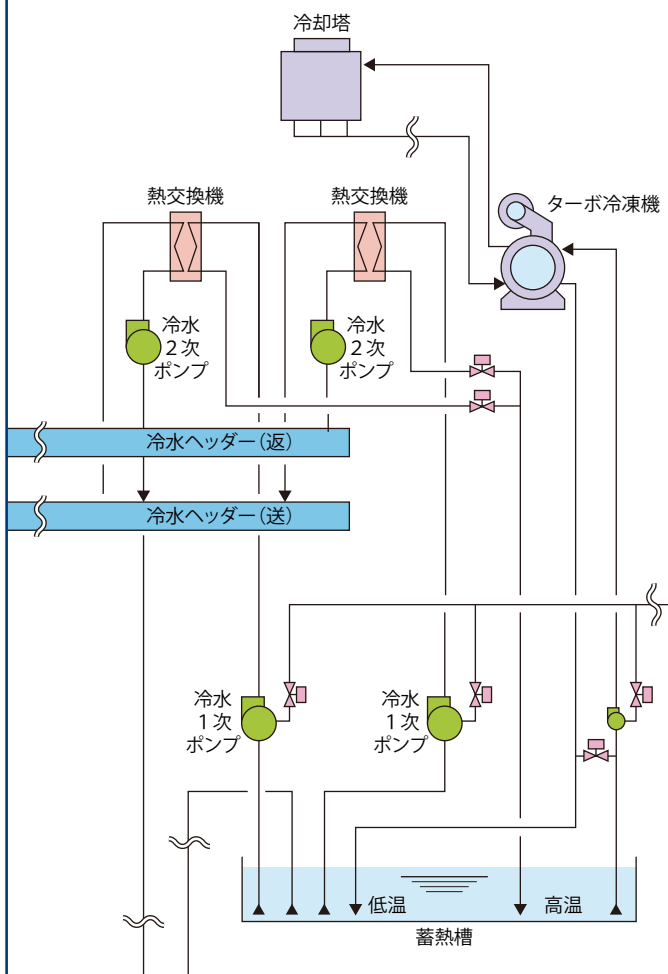 冷却塔
熱交換機
熱交換機
ターボ冷凍機
冷水
2次
ポンプ
冷水
2次
ポンプ
冷水ヘッダー(返)
冷水ヘッダー(送)
冷水
1次
ポンプ
冷水
1次
ポンプ
低温
高温
蓄熱槽